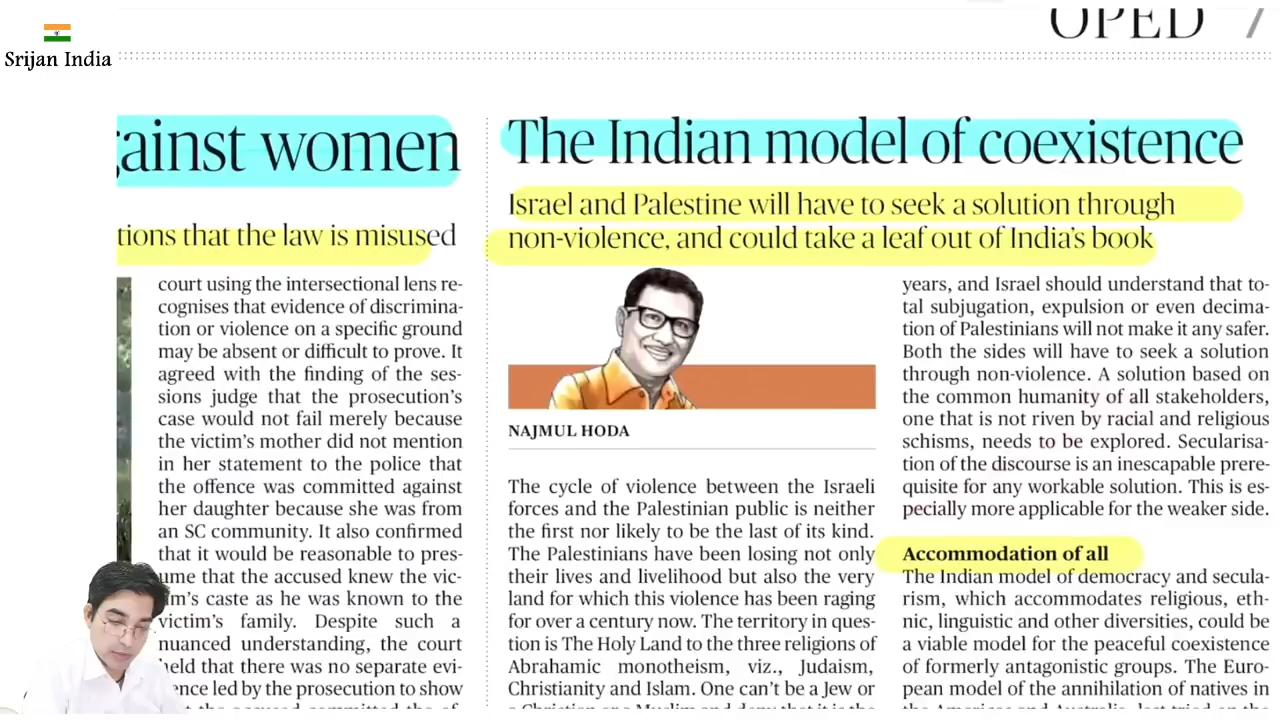 OPED 7
Srijan India
gainst women
tions that the law is misused
court using the intersectional lens re-
cognises that evidence of discrimina-
tion or violence on a specific ground
may be absent or difficult to prove. It
agreed with the finding of the ses-
sions judge that the prosecution's
case would not fail merely because
the victim's mother did not mention
in her statement to the police that
the offence was committed against
her daughter because she was from
an SC community. It also confirmed
that it would be reasonable to pres-
ume that the accused knew the vic-
tim's caste as he was known to the
victim's family. Despite such a
nuanced understanding, the court
held that there was no separate evi-
dence led by the prosecution to show
The Indian model of coexistence
Israel and Palestine will have to seek a solution through
non-violence, and could take a leaf out of India's book
NAJMUL HODA
The cycle of violence between the Israeli
forces and the Palestinian public is neither
the first nor likely to be the last of its kind.
The Palestinians have been losing not only
their lives and livelihood but also the very
land for which this violence has been raging
for over a century now. The territory in ques-
tion is The Holy Land to the three religions of
Abrahamic monotheism, viz., Judaism,
Christianity and Islam. One can't be a Jew or
years, and Israel should understand that to-
tal subjugation, expulsion or even decima-
tion of Palestinians will not make it any safer.
Both the sides will have to seek a solution
through non-violence. A solution based on
the common humanity of all stakeholders,
one that is not riven by racial and religious
schisms, needs to be explored. Secularisa-
tion of the discourse is an inescapable prere-
quisite for any workable solution. This is es-
pecially more applicable for the weaker side.
Accommodation of all
The Indian model of democracy and secula-
rism, which accommodates religious, eth-
nic, linguistic and other diversities, could be
a viable model for the peaceful coexistence
of formerly antagonistic groups. The Euro-
pean model of the annihilation of natives in